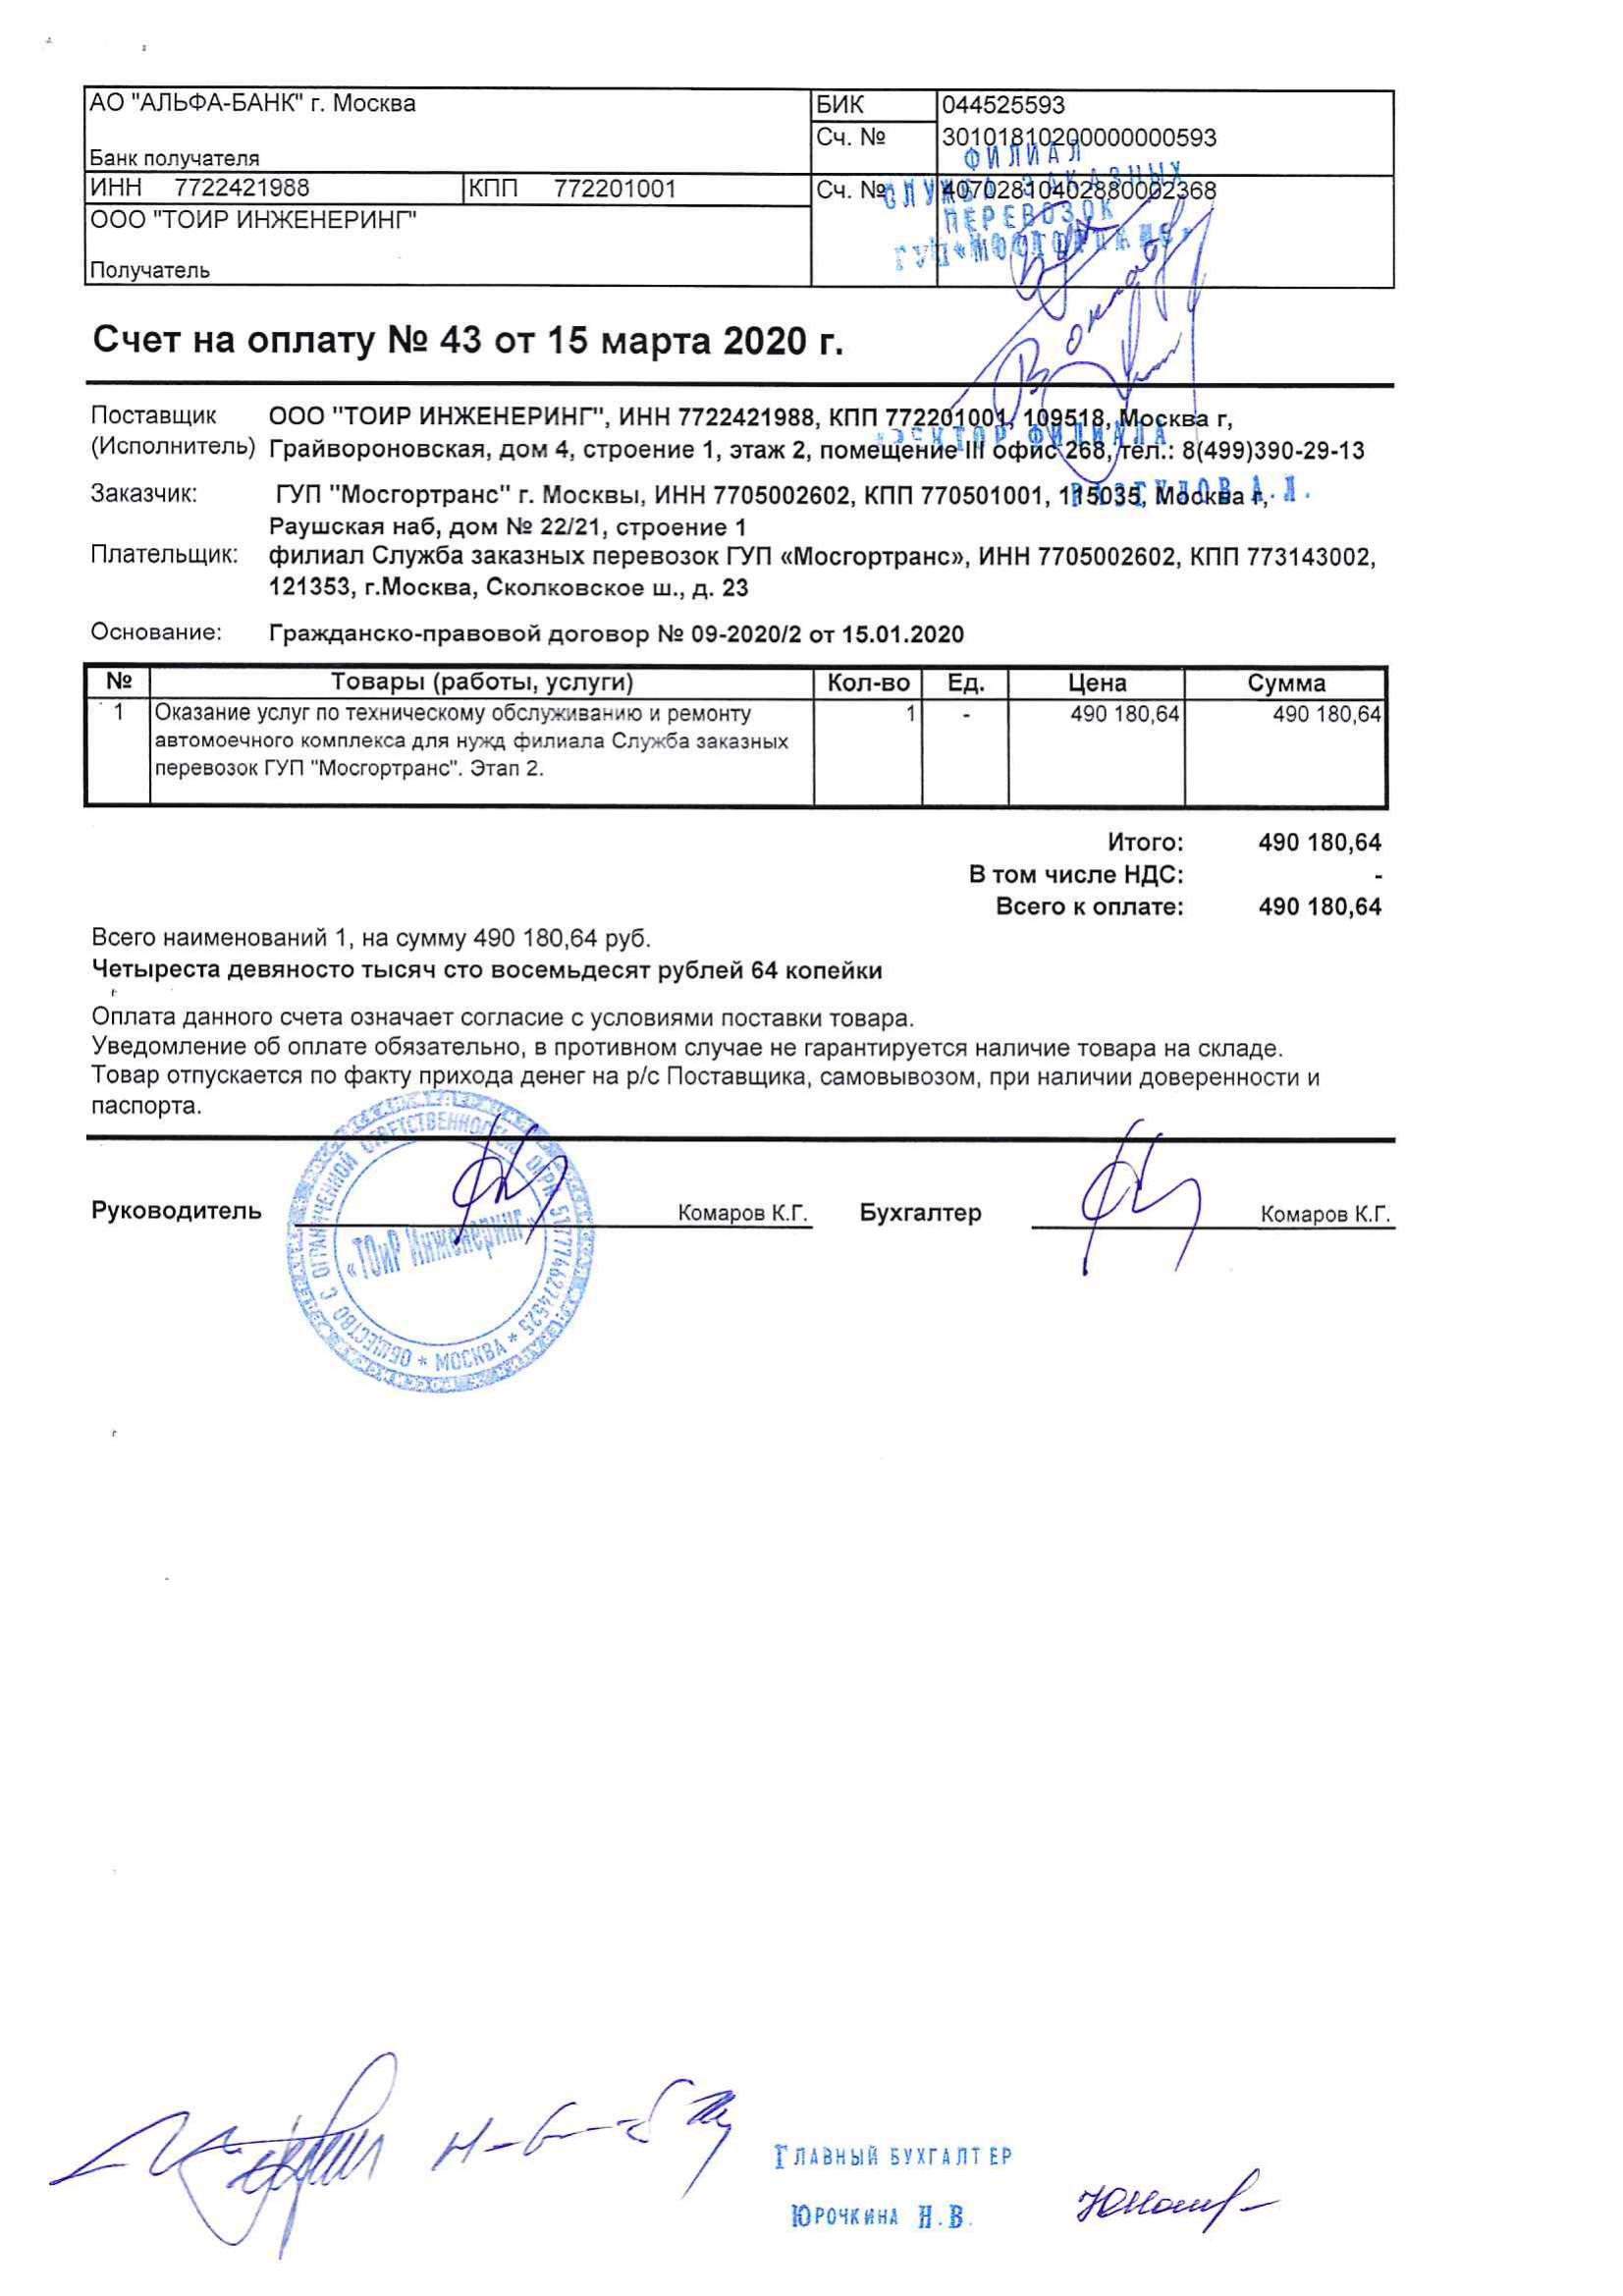 АО "АЛЬФА-БАНК" г. Москва
БИК 044525593
Сч. № 30101810200000000593
Банк получателя
ИНН 7722421988 КПП 772201001 Сч. № 40702810402880002368
ООО "ТОИР ИНЖЕНЕРИНГ"
Получатель
ФИЛИАЛ
СЛУЖБА ЗАКАЗНЫХ
ПЕРЕВОЗОК
Счет на оплату № 43 от 15 марта 2020 г.
Поставщик (Исполнитель) ООО "ТОИР ИНЖЕНЕРИНГ", ИНН 7722421988, КПП 772201001, 109518, Москва г,
Грайвороновская, дом 4, строение 1, этаж 2, помещение III офис 268, тел.: 8(499)390-29-13
ФИЛИАЛА
Заказчик: ГУП "Мосгортранс" г. Москвы, ИНН 7705002602, КПП 770501001, 115035, Москва г,
Раушская наб, дом № 22/21, строение 1
Плательщик: филиал Служба заказных перевозок ГУП «Мосгортранс», ИНН 7705002602, КПП 773143002,
121353, г.Москва, Сколковское ш., д. 23
Основание: Гражданско-правовой договор № 09-2020/2 от 15.01.2020
№ Товары (работы, услуги) Кол-во Ед. Цена Сумма
1 Оказание услуг по техническому обслуживанию и ремонту 1 - 490 180,64 490 180,64
автомоечного комплекса для нужд филиала Служба заказных
перевозок ГУП "Мосгортранс". Этап 2.
Итого: 490 180,64
В том числе НДС: -
Всего к оплате: 490 180,64
Всего наименований 1, на сумму 490 180,64 руб.
Четыреста девяносто тысяч сто восемьдесят рублей 64 копейки
Оплата данного счета означает согласие с условиями поставки товара.
Уведомление об оплате обязательно, в противном случае не гарантируется наличие товара на складе.
Товар отпускается по факту прихода денег на р/с Поставщика, самовывозом, при наличии доверенности и
паспорта.
Руководитель Комаров К.Г. Бухгалтер Комаров К.Г.
ОБЩЕСТВО С ОГРАНИЧЕННОЙ ОТВЕТСТВЕННОСТЬЮ ОГРН 5177746274525 * МОСКВА *
«ТОиР Инженеринг»
ГЛАВНЫЙ БУХГАЛТЕР
ЮРОЧКИНА Н.В.